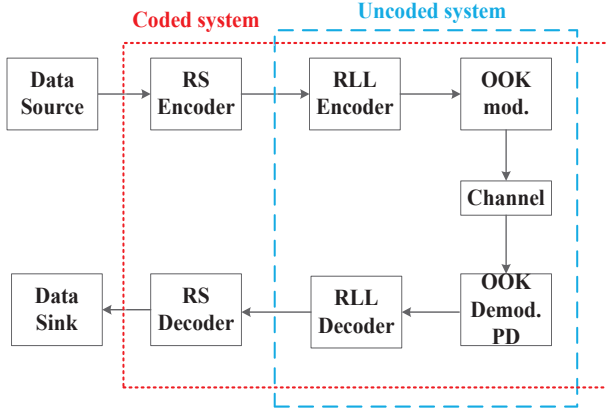 Coded system
Uncoded system
Data
Source
RS
Encoder
RLL
Encoder
OOK
mod.
Channel
Data
Sink
RS
Decoder
RLL
Decoder
OOK
Demod.
PD